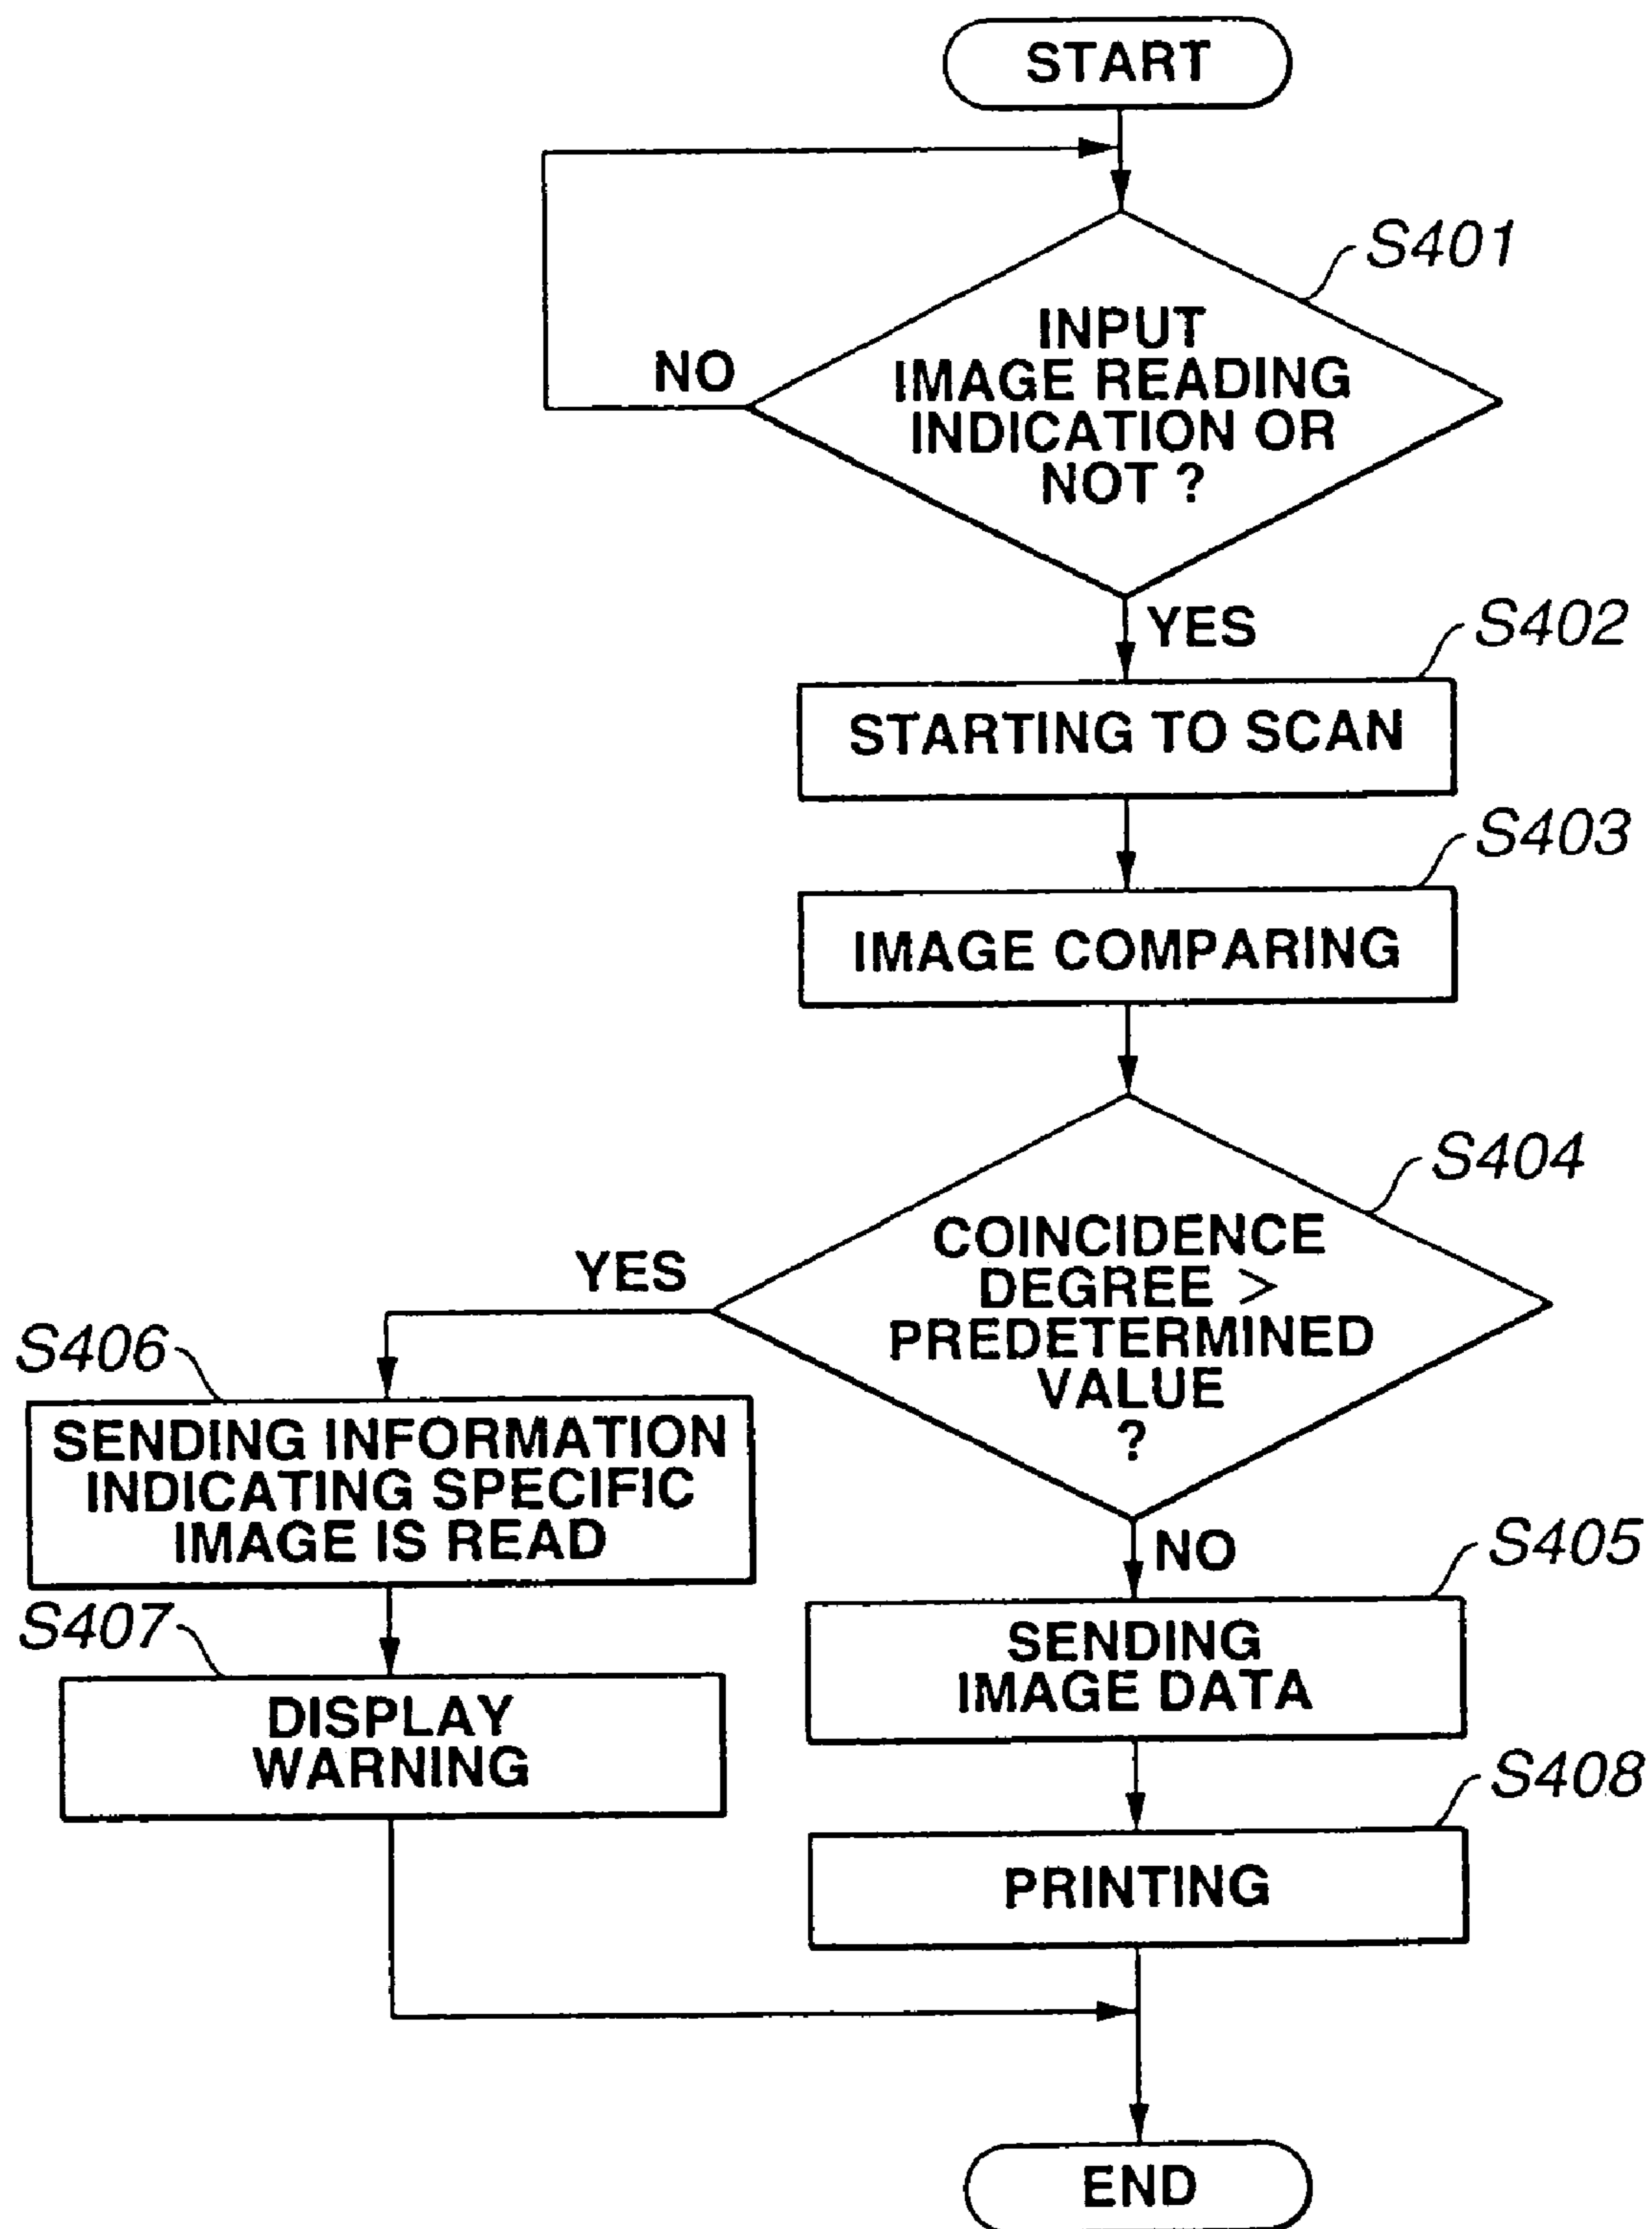 START
S401
INPUT
IMAGE READING
INDICATION OR
NOT ?
NO
YES
S402
STARTING TO SCAN
S403
IMAGE COMPARING
S404
COINCIDENCE
DEGREE >
PREDETERMINED
VALUE
?
YES
S406
SENDING INFORMATION
INDICATING SPECIFIC
IMAGE IS READ
NO
S405
SENDING
IMAGE DATA
S407
DISPLAY
WARNING
S408
PRINTING
END